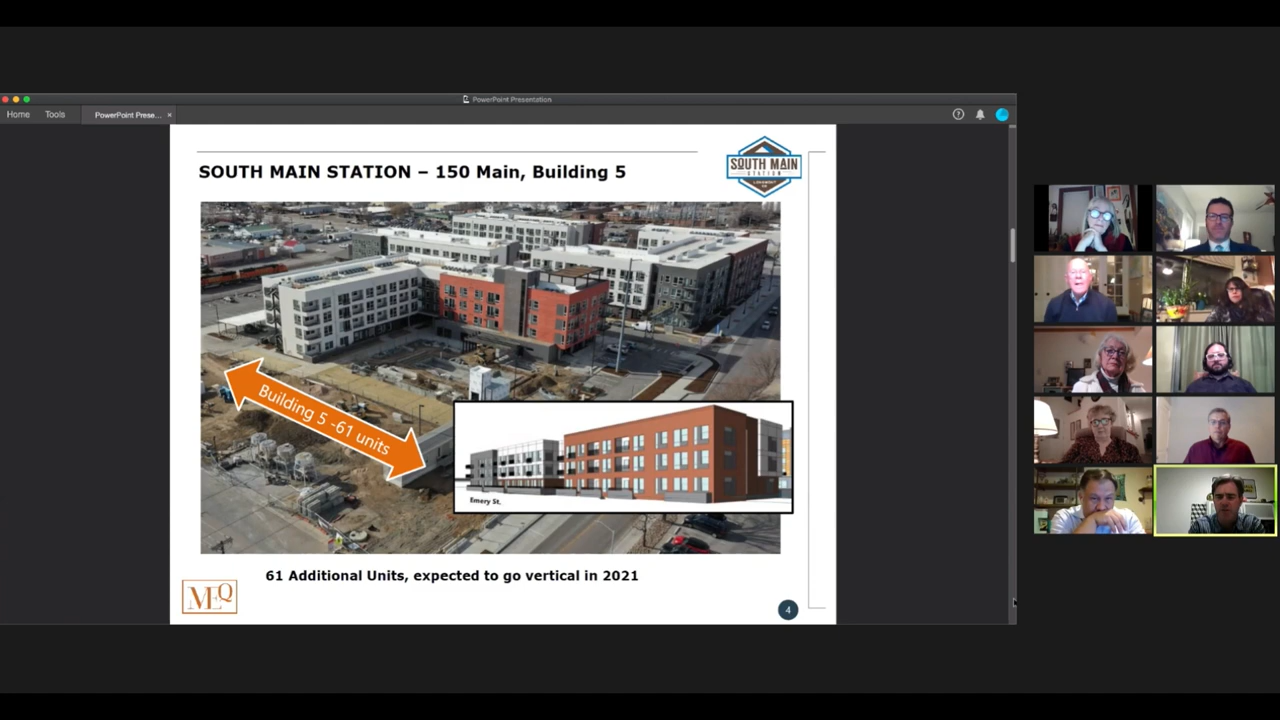 PowerPoint Presentation
Home Tools PowerPoint Prese... ×
SOUTH MAIN STATION – 150 Main, Building 5
SOUTH MAIN
STATION
Building 5 -61 units
Emery St.
61 Additional Units, expected to go vertical in 2021
MEQ
4